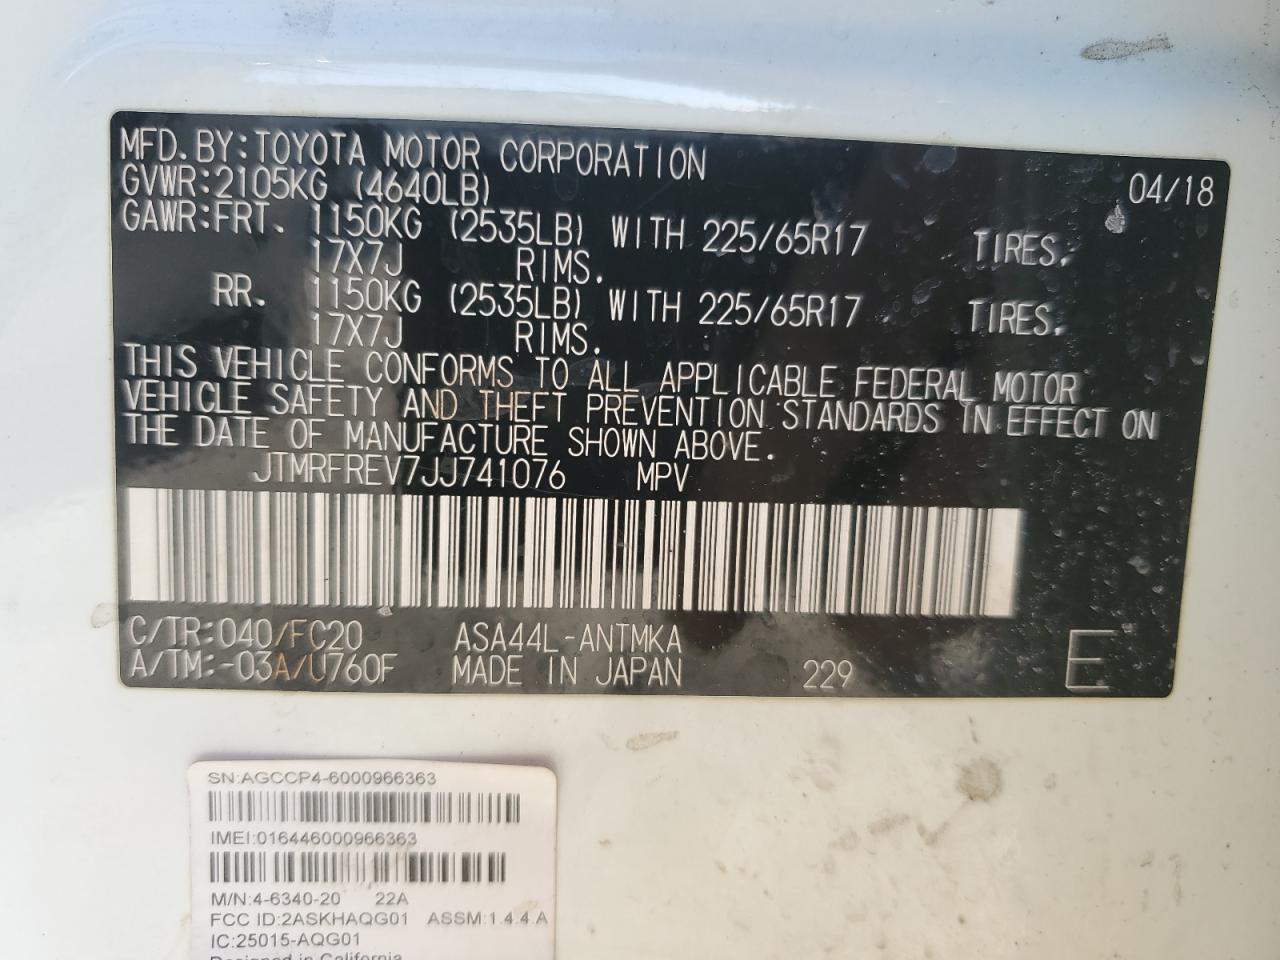 MFD.BY:TOYOTA MOTOR CORPORATION 04/18
GVWR:2105KG (4640LB)
GAWR:FRT. 1150KG (2535LB) WITH 225/65R17 TIRES,
17X7J RIMS.
RR. 1150KG (2535LB) WITH 225/65R17 TIRES,
17X7J RIMS.
THIS VEHICLE CONFORMS TO ALL APPLICABLE FEDERAL MOTOR
VEHICLE SAFETY AND THEFT PREVENTION STANDARDS IN EFFECT ON
THE DATE OF MANUFACTURE SHOWN ABOVE.
JTMRFREV7JJ741076 MPV
C/TR:040/FC20 ASA44L-ANTMKA
A/TM:-03A/U760F MADE IN JAPAN 229 E
SN:AGCCP4-6000966363
IMEI:016446000966363
M/N:4-6340-20 22A
FCC ID:2ASKHAQG01 ASSM:1.4.4.A
IC:25015-AQG01
Designed in California